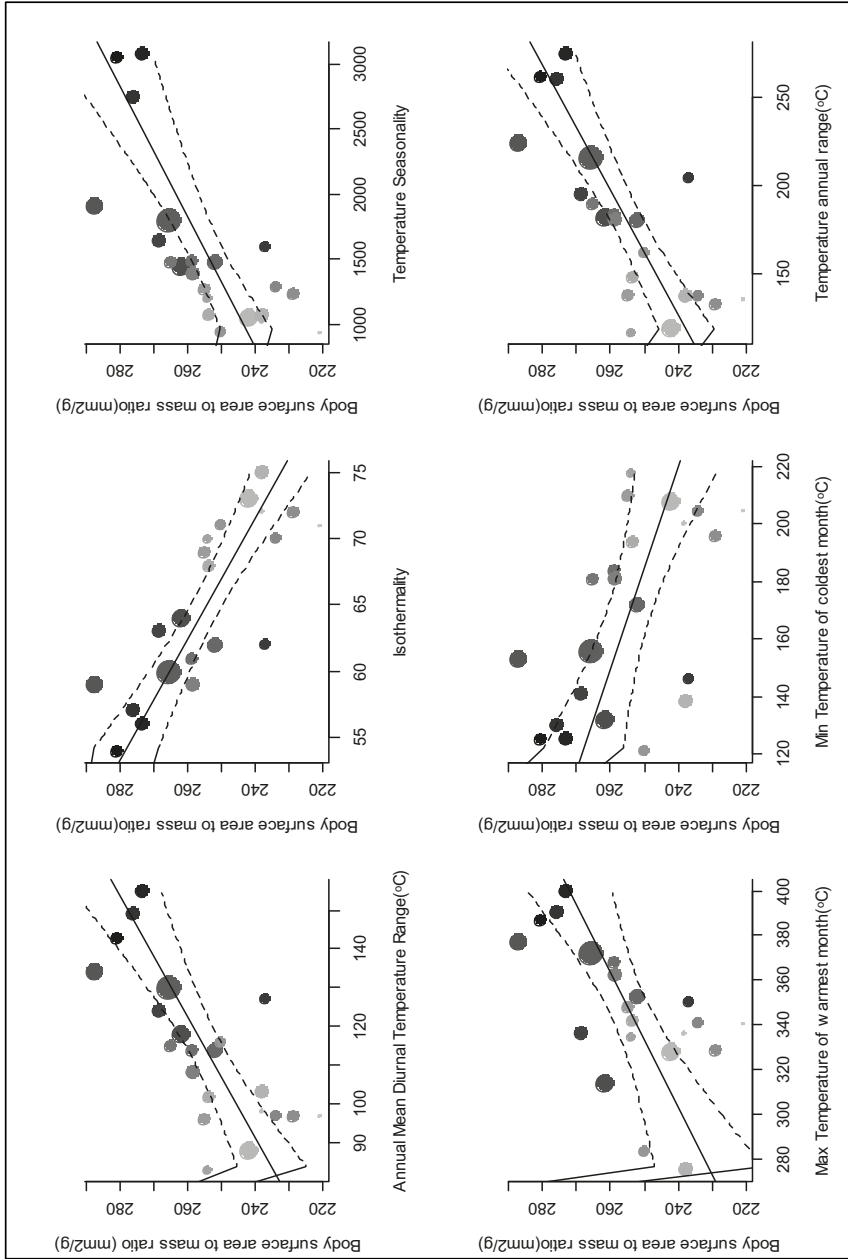 Body surface area to mass ratio (mm2/g)
280
260
240
220
90 100 120 140
Annual Mean Diurnal Temperature Range(°C)
Body surface area to mass ratio(mm2/g)
280
260
240
220
55 60 65 70 75
Isothermality
Body surface area to mass ratio(mm2/g)
280
260
240
220
1000 1500 2000 2500 3000
Temperature Seasonality
Body surface area to mass ratio(mm2/g)
280
260
240
220
280 300 320 340 360 380 400
Max Temperature of w armest month(°C)
Body surface area to mass ratio(mm2/g)
280
260
240
220
120 140 160 180 200 220
Min Temperature of coldest month(°C)
Body surface area to mass ratio(mm2/g)
280
260
240
220
150 200 250
Temperature annual range(°C)